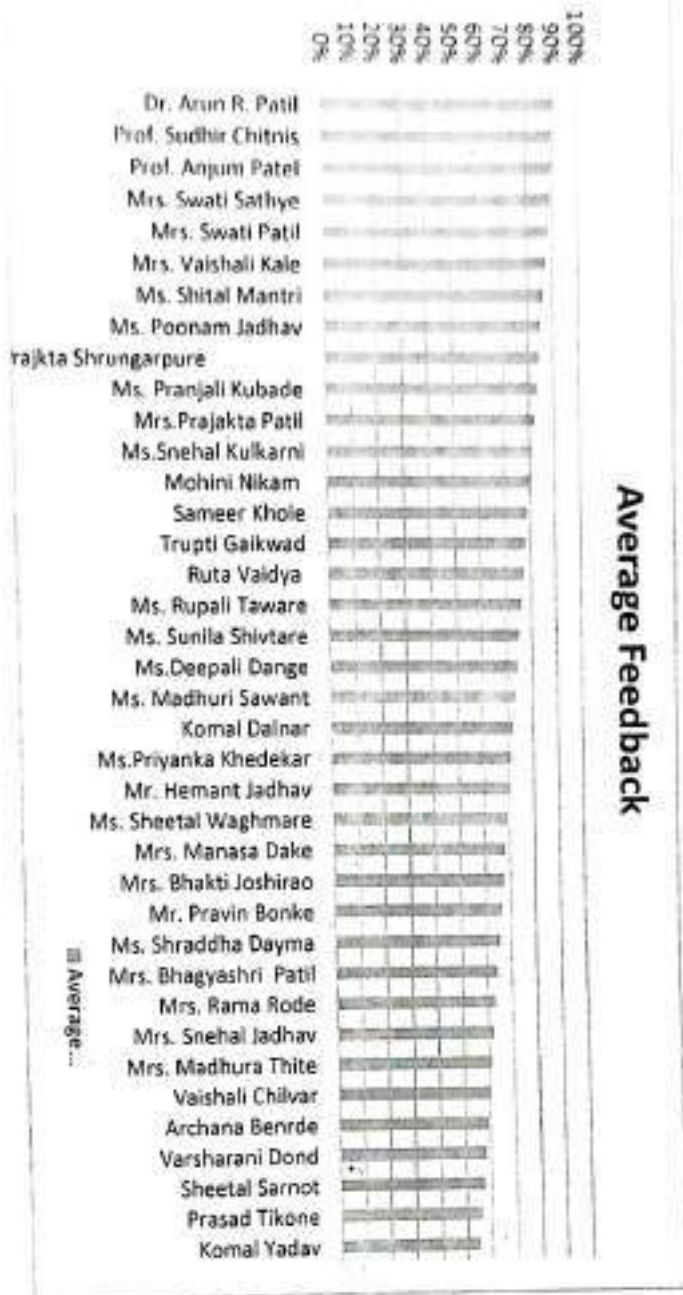 Average Feedback
100%
90%
80%
70%
60%
50%
40%
30%
20%
10%
0%
Dr. Arun R. Patil
Prof. Sudhir Chitnis
Prof. Anjum Patel
Mrs. Swati Sathye
Mrs. Swati Patil
Mrs. Vaishali Kale
Ms. Shital Mantri
Ms. Poonam Jadhav
rajkta Shrungarpure
Ms. Pranjali Kubade
Mrs.Prajakta Patil
Ms.Snehal Kulkarni
Mohini Nikam
Sameer Khole
Trupti Gaikwad
Ruta Vaidya
Ms. Rupali Taware
Ms. Sunila Shivtare
Ms.Deepali Dange
Ms. Madhuri Sawant
Komal Dalnar
Ms.Priyanka Khedekar
Mr. Hemant Jadhav
Ms. Sheetal Waghmare
Mrs. Manasa Dake
Mrs. Bhakti Joshirao
Mr. Pravin Bonke
Ms. Shraddha Dayma
Mrs. Bhagyashri Patil
Mrs. Rama Rode
Mrs. Snehal Jadhav
Mrs. Madhura Thite
Vaishali Chilvar
Archana Benrde
Varsharani Dond
Sheetal Sarnot
Prasad Tikone
Komal Yadav
Average...